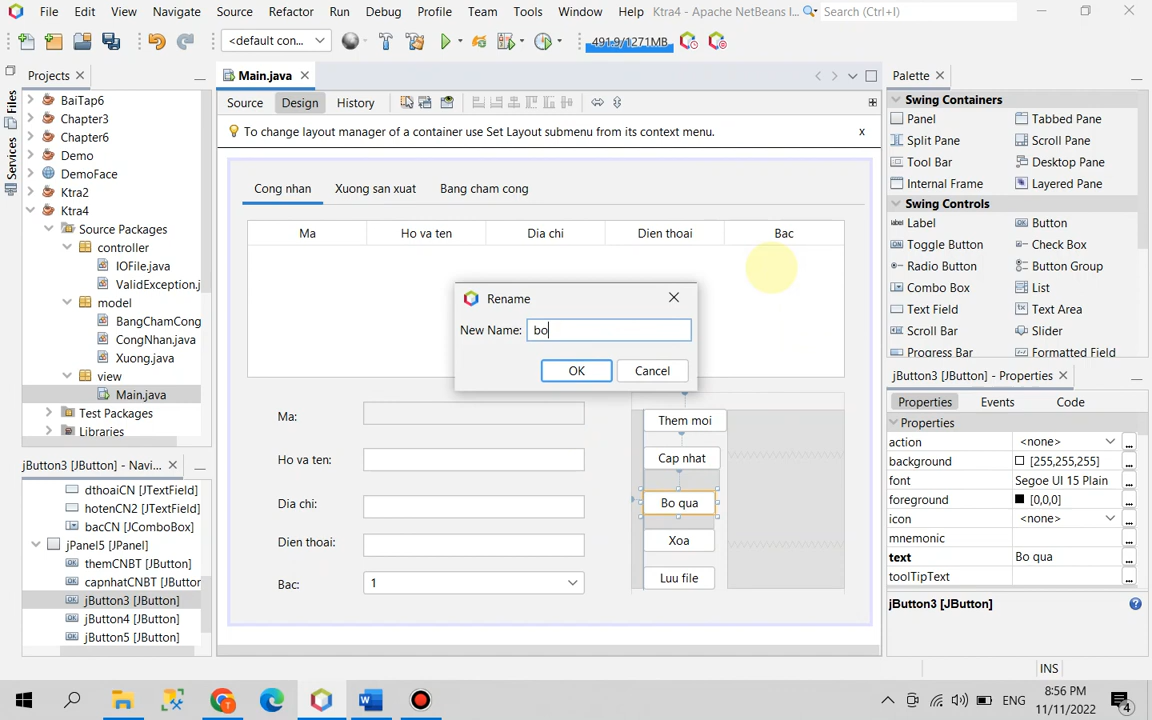 File Edit View Navigate Source Refactor Run Debug Profile Team Tools Window Help Ktra4 - Apache NetBeans I... Search (Ctrl+I)
<default con... 491.9/1271MB
Projects Main.java Palette
Files
Services
BaiTap6
Chapter3
Chapter6
Demo
DemoFace
Ktra2
Ktra4
Source Packages
controller
IOFile.java
ValidException.j
model
BangChamCong
CongNhan.java
Xuong.java
view
Main.java
Test Packages
Libraries
Source Design History
To change layout manager of a container use Set Layout submenu from its context menu. x
Cong nhan Xuong san xuat Bang cham cong
Ma Ho va ten Dia chi Dien thoai Bac
Rename
New Name: bo
OK Cancel
Ma:
Ho va ten:
Dia chi:
Dien thoai:
Bac: 1
Them moi
Cap nhat
Bo qua
Xoa
Luu file
Swing Containers
Panel Tabbed Pane
Split Pane Scroll Pane
Tool Bar Desktop Pane
Internal Frame Layered Pane
Swing Controls
Label Button
Toggle Button Check Box
Radio Button Button Group
Combo Box List
Text Field Text Area
Scroll Bar Slider
Progress Bar Formatted Field
jButton3 [JButton] - Properties
Properties Events Code
Properties
action <none> ...
background [255,255,255] ...
font Segoe UI 15 Plain ...
foreground [0,0,0] ...
icon <none> ...
mnemonic ...
text Bo qua ...
toolTipText ...
jButton3 [JButton]
jButton3 [JButton] - Navi...
dthoaiCN [JTextField]
hotenCN2 [JTextField]
bacCN [JComboBox]
jPanel5 [JPanel]
themCNBT [JButton]
capnhatCNBT [JButtor
jButton3 [JButton]
jButton4 [JButton]
jButton5 [JButton]
INS
ENG 8:56 PM
11/11/2022 4